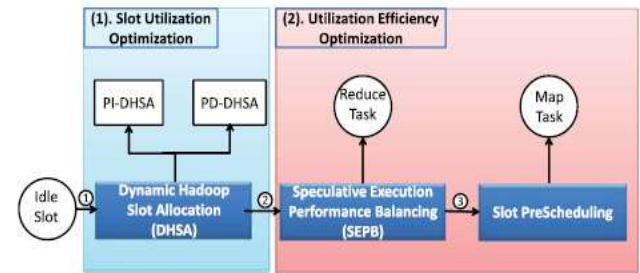 (1). Slot Utilization
Optimization
(2). Utilization Efficiency
Optimization
PI-DHSA
PD-DHSA
Reduce
Task
Map
Task
Idle
Slot
1
Dynamic Hadoop
Slot Allocation
(DHSA)
2
Speculative Execution
Performance Balancing
(SEPB)
3
Slot PreScheduling